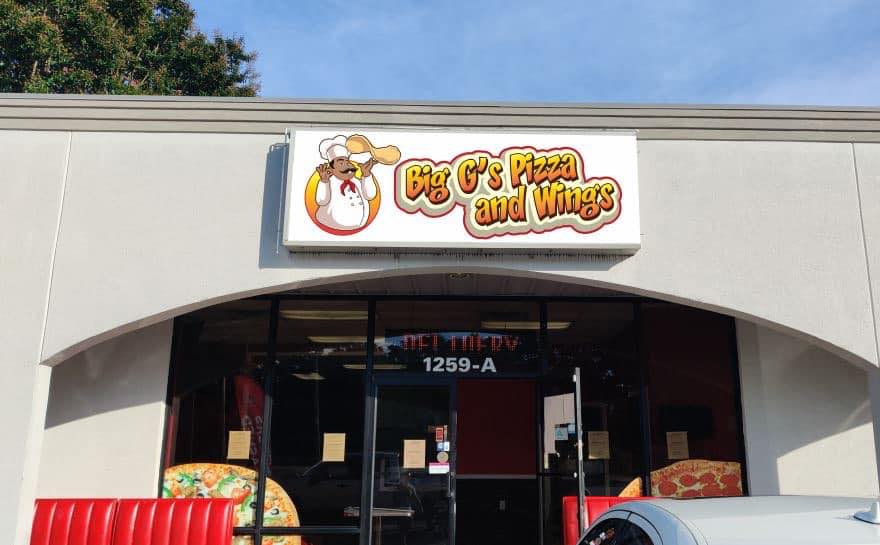 Big G's Pizza
and Wings
DELIVERY
1259-A